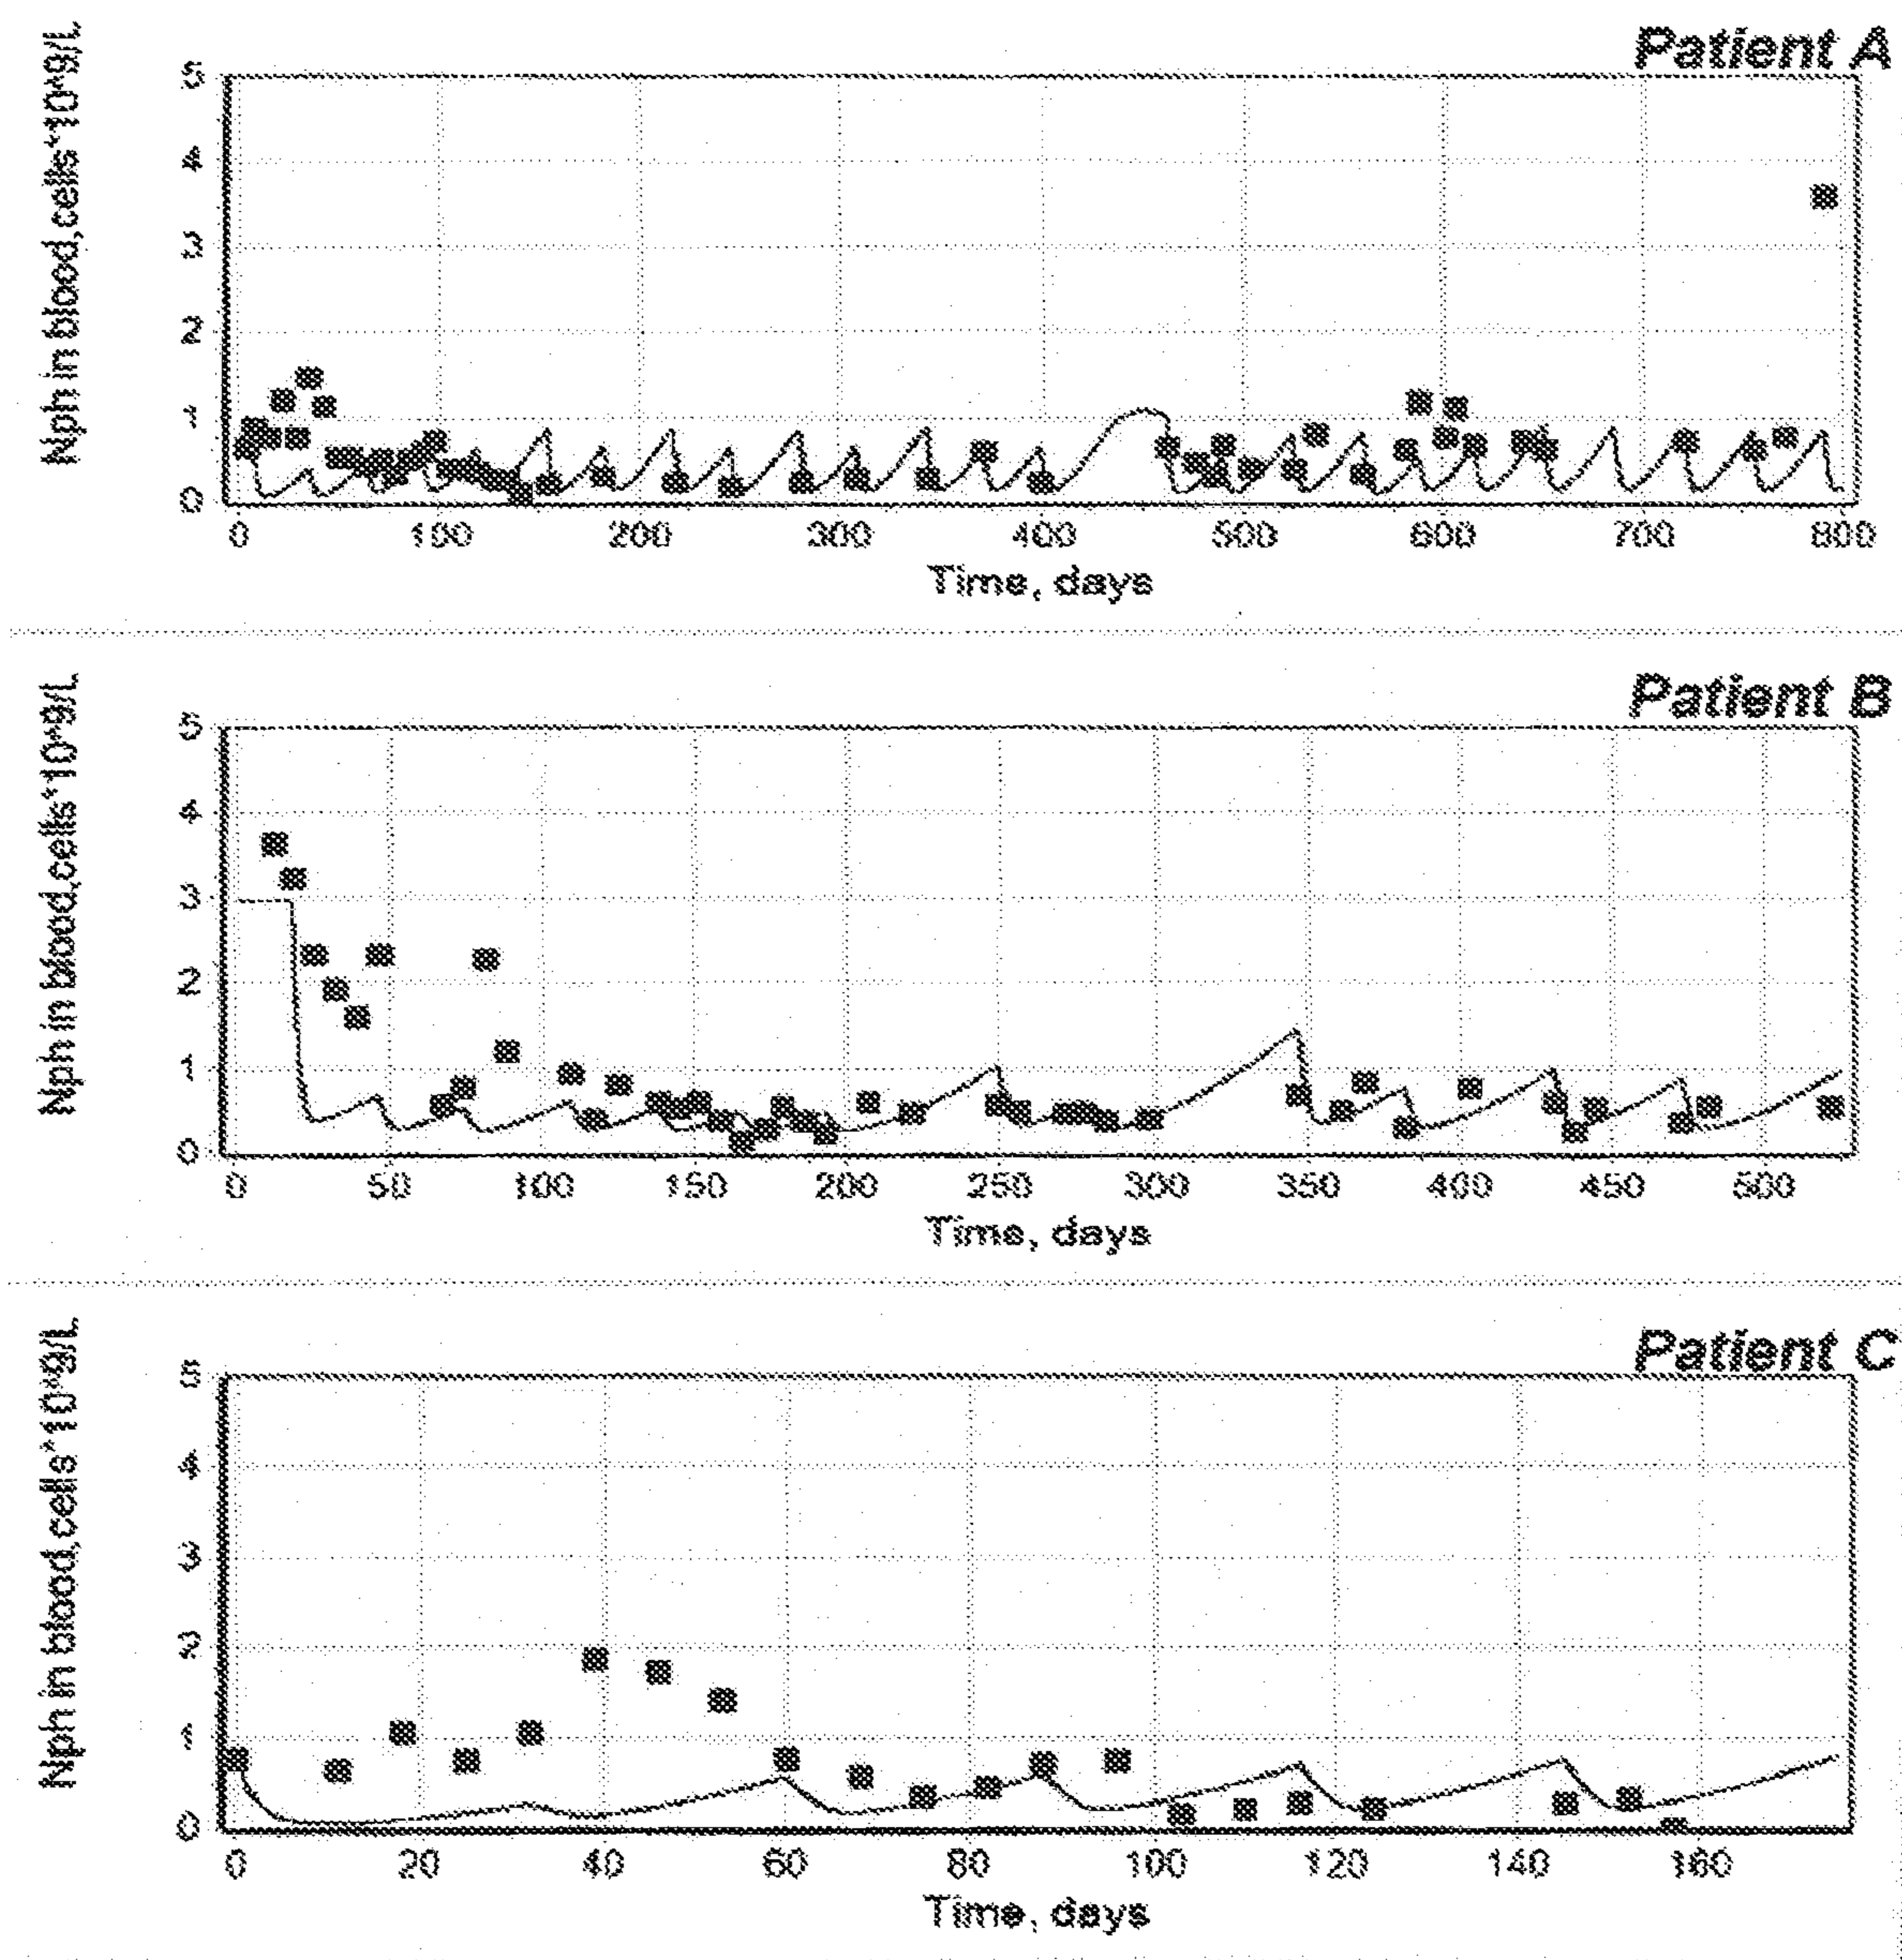 Patient A
Nph in blood,cells*10^9/L
5
4
3
2
1
0
0 100 200 300 400 500 600 700 800
Time, days
Patient B
Nph in blood,cells*10^9/L
5
4
3
2
1
0
0 50 100 150 200 250 300 350 400 450 500
Time, days
Patient C
Nph in blood,cells*10^9/L
5
4
3
2
1
0
0 20 40 60 80 100 120 140 160
Time, days